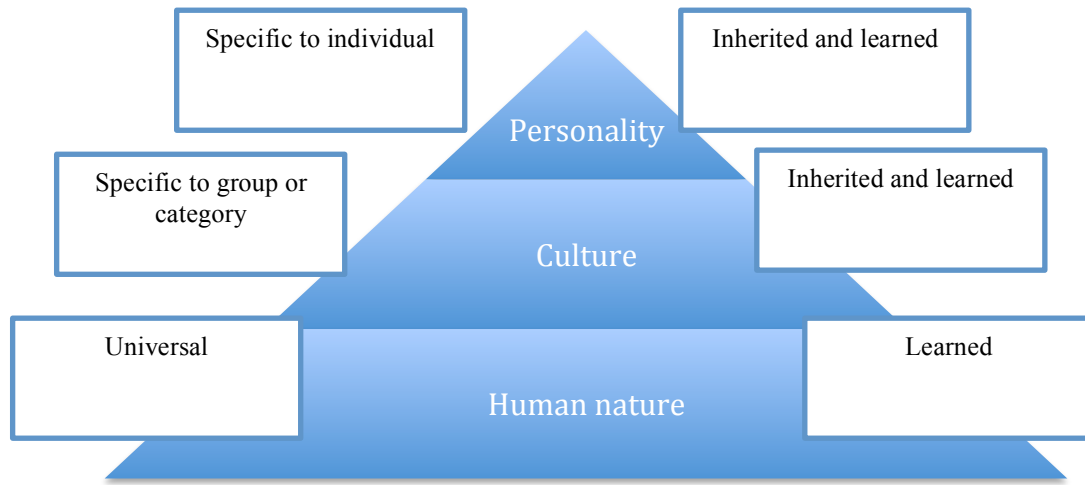 Specific to individual
Inherited and learned
Personality
Specific to group or
category
Inherited and learned
Culture
Universal
Learned
Human nature